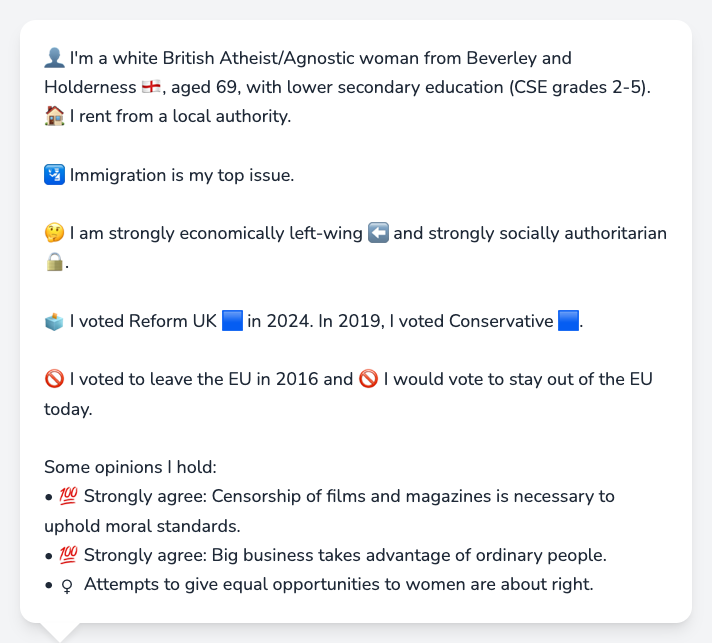 👤 I'm a white British Atheist/Agnostic woman from Beverley and
Holderness 🏴󠁧󠁢󠁥󠁮󠁧󠁿, aged 69, with lower secondary education (CSE grades 2-5).
🏠 I rent from a local authority.
🛂 Immigration is my top issue.
🤔 I am strongly economically left-wing ⬅️ and strongly socially authoritarian
🔒.
🗳️ I voted Reform UK 🟦 in 2024. In 2019, I voted Conservative 🟦.
🚫 I voted to leave the EU in 2016 and 🚫 I would vote to stay out of the EU
today.
Some opinions I hold:
• 💯 Strongly agree: Censorship of films and magazines is necessary to
uphold moral standards.
• 💯 Strongly agree: Big business takes advantage of ordinary people.
• ♀ Attempts to give equal opportunities to women are about right.